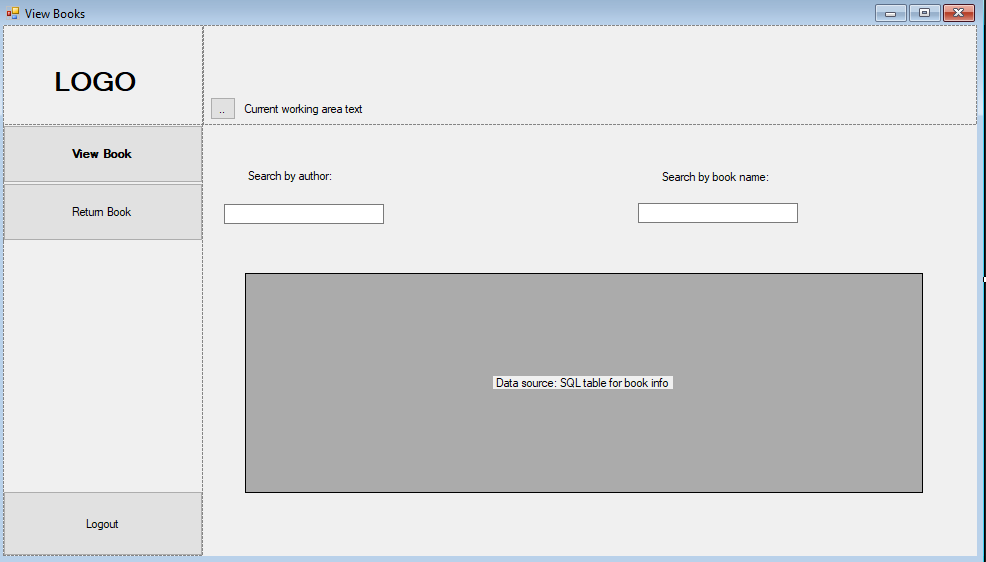 View Books
LOGO
..
Current working area text
View Book
Search by author:
Search by book name:
Return Book
Data source: SQL table for book info
Logout